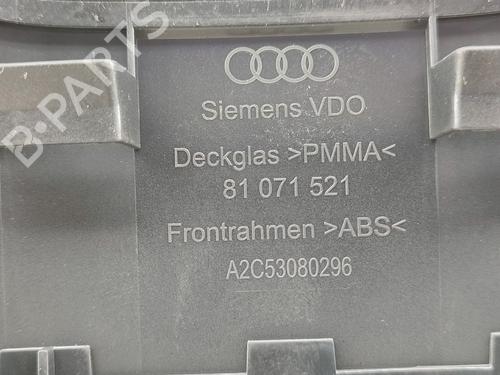 B-PARTS
Siemens VDO
Deckglas >PMMA<
81 071 521
Frontrahmen >ABS<
A2C53080296